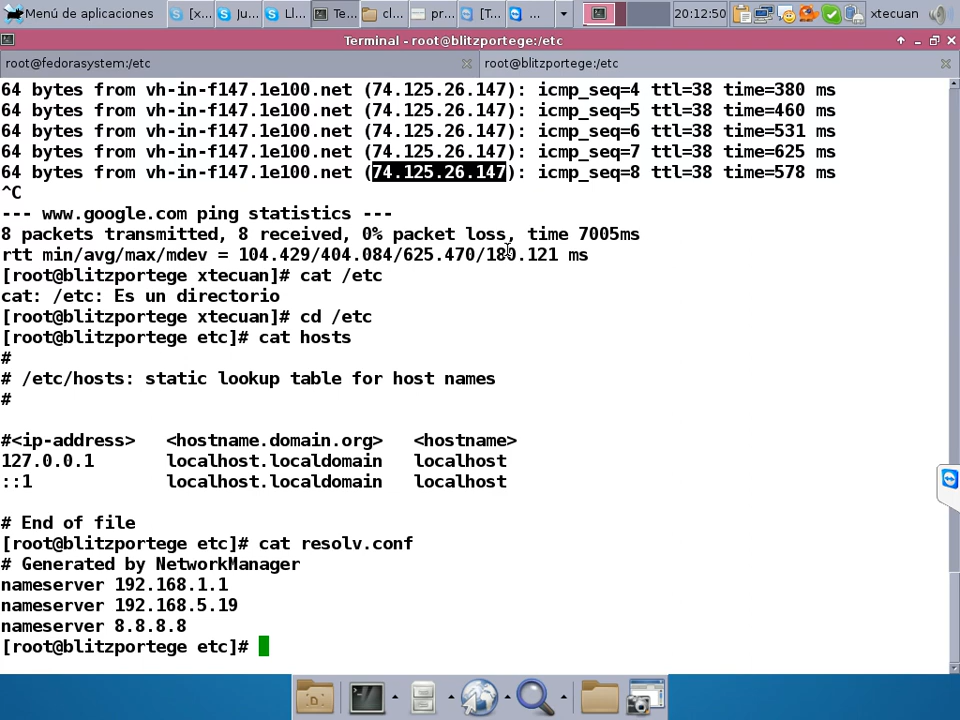 Menú de aplicaciones
[x...
Ju...
Ll...
Te...
cl...
pr...
[T...
...
20:12:50
xtecuan
Terminal - root@blitzportege:/etc
root@fedorasystem:/etc
root@blitzportege:/etc
64 bytes from vh-in-f147.1e100.net (74.125.26.147): icmp_seq=4 ttl=38 time=380 ms
64 bytes from vh-in-f147.1e100.net (74.125.26.147): icmp_seq=5 ttl=38 time=460 ms
64 bytes from vh-in-f147.1e100.net (74.125.26.147): icmp_seq=6 ttl=38 time=531 ms
64 bytes from vh-in-f147.1e100.net (74.125.26.147): icmp_seq=7 ttl=38 time=625 ms
64 bytes from vh-in-f147.1e100.net (74.125.26.147): icmp_seq=8 ttl=38 time=578 ms
^C
--- www.google.com ping statistics ---
8 packets transmitted, 8 received, 0% packet loss, time 7005ms
rtt min/avg/max/mdev = 104.429/404.084/625.470/180.121 ms
[root@blitzportege xtecuan]# cat /etc
cat: /etc: Es un directorio
[root@blitzportege xtecuan]# cd /etc
[root@blitzportege etc]# cat hosts
#
# /etc/hosts: static lookup table for host names
#
#<ip-address> <hostname.domain.org> <hostname>
127.0.0.1 localhost.localdomain localhost
::1 localhost.localdomain localhost
# End of file
[root@blitzportege etc]# cat resolv.conf
# Generated by NetworkManager
nameserver 192.168.1.1
nameserver 192.168.5.19
nameserver 8.8.8.8
[root@blitzportege etc]#